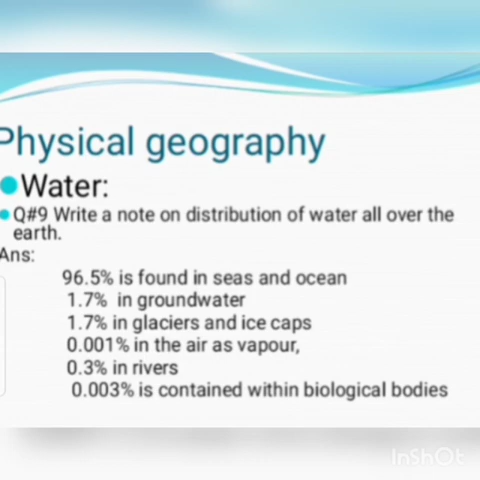 Physical geography
Water:
Q#9 Write a note on distribution of water all over the
earth.
Ans:
96.5% is found in seas and ocean
1.7% in groundwater
1.7% in glaciers and ice caps
0.001% in the air as vapour,
0.3% in rivers
0.003% is contained within biological bodies
InShOt